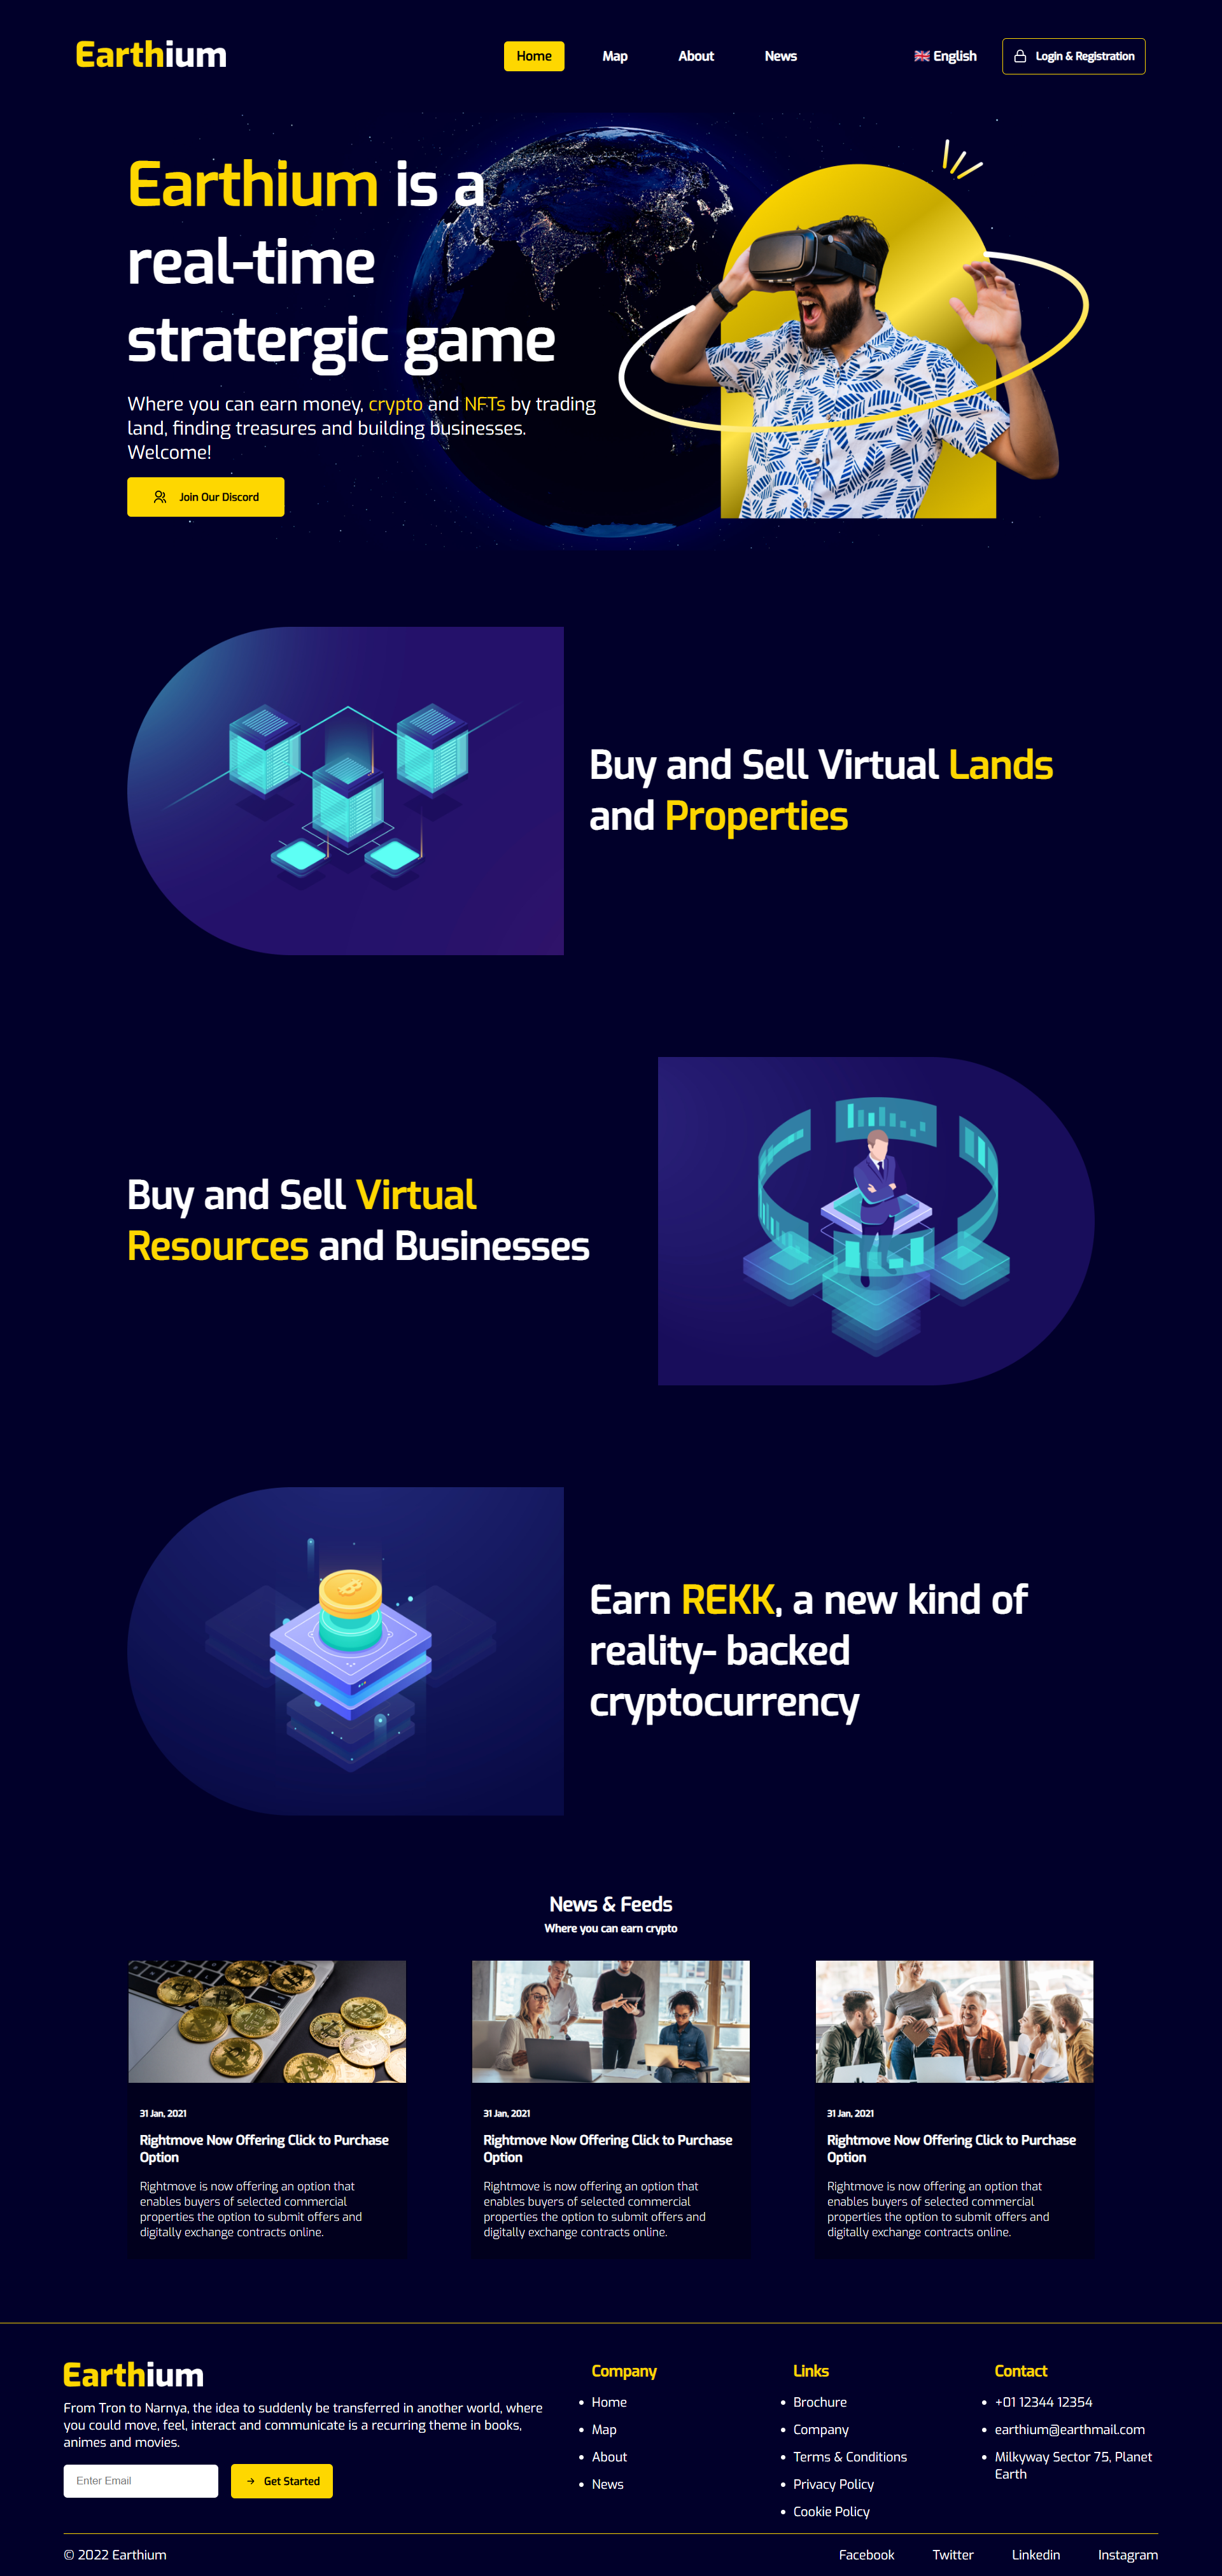 Earthium
Home
Map
About
News
English
Login & Registration
Earthium is a
real-time
stratergic game
Where you can earn money, crypto and NFTs by trading
land, finding treasures and building businesses.
Welcome!
Join Our Discord
Buy and Sell Virtual Lands
and Properties
Buy and Sell Virtual
Resources and Businesses
Earn REKK, a new kind of
reality- backed
cryptocurrency
News & Feeds
Where you can earn crypto
31 Jan, 2021
Rightmove Now Offering Click to Purchase
Option
Rightmove is now offering an option that
enables buyers of selected commercial
properties the option to submit offers and
digitally exchange contracts online.
31 Jan, 2021
Rightmove Now Offering Click to Purchase
Option
Rightmove is now offering an option that
enables buyers of selected commercial
properties the option to submit offers and
digitally exchange contracts online.
31 Jan, 2021
Rightmove Now Offering Click to Purchase
Option
Rightmove is now offering an option that
enables buyers of selected commercial
properties the option to submit offers and
digitally exchange contracts online.
Earthium
From Tron to Narnya, the idea to suddenly be transferred in another world, where
you could move, feel, interact and communicate is a recurring theme in books,
animes and movies.
Enter Email
Get Started
Company
Home
Map
About
News
Links
Brochure
Company
Terms & Conditions
Privacy Policy
Cookie Policy
Contact
+01 12344 12354
earthium@earthmail.com
Milkyway Sector 75, Planet
Earth
© 2022 Earthium
Facebook
Twitter
Linkedin
Instagram